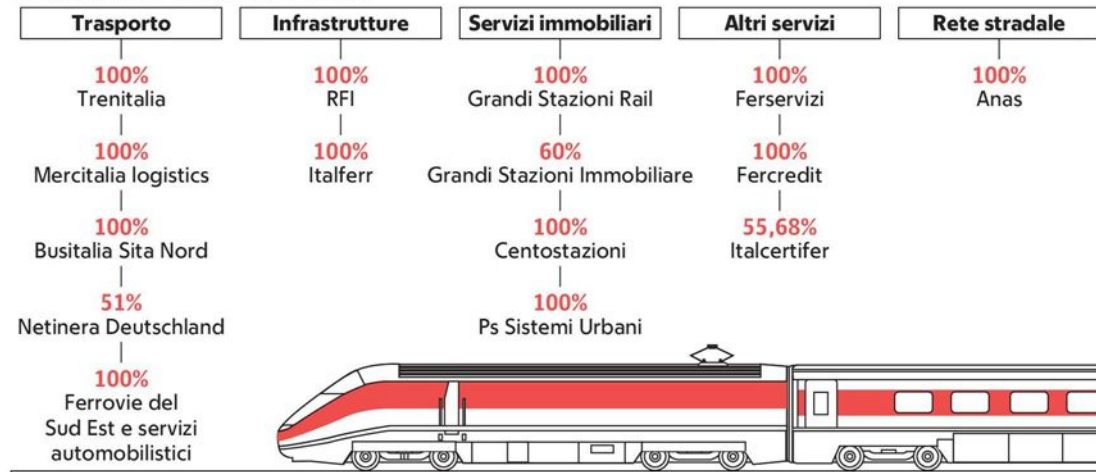 Trasporto
100%
Trenitalia
100%
Mercitalia logistics
100%
Busitalia Sita Nord
51%
Netinera Deutschland
100%
Ferrovie del
Sud Est e servizi
automobilistici
Infrastrutture
100%
RFI
100%
Italferr
Servizi immobiliari
100%
Grandi Stazioni Rail
60%
Grandi Stazioni Immobiliare
100%
Centostazioni
100%
Ps Sistemi Urbani
Altri servizi
100%
Ferservizi
100%
Fercredit
55,68%
Italcertifer
Rete stradale
100%
Anas